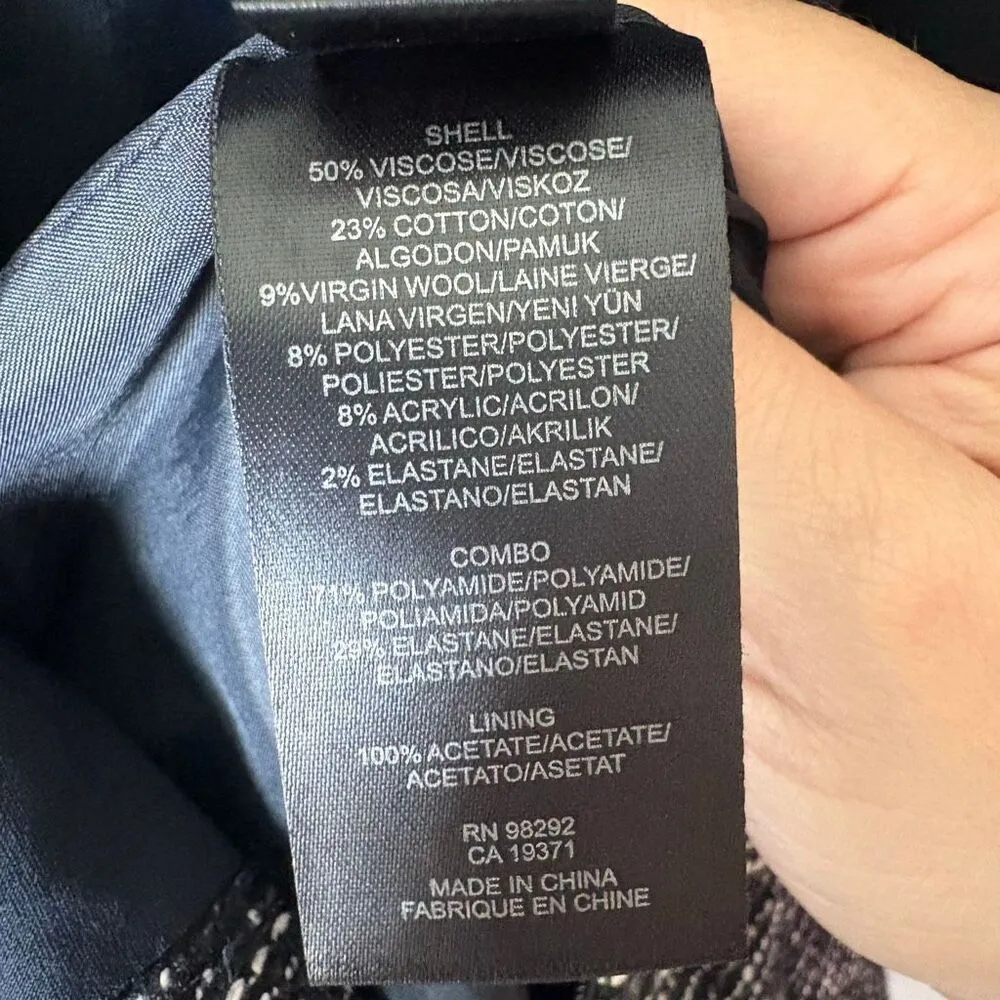 SHELL
50% VISCOSE/VISCOSE/
VISCOSA/VISKOZ
23% COTTON/COTON/
ALGODON/PAMUK
9%VIRGIN WOOL/LAINE VIERGE/
LANA VIRGEN/YENI YÜN
8% POLYESTER/POLYESTER/
POLIESTER/POLYESTER
8% ACRYLIC/ACRILON/
ACRILICO/AKRILIK
2% ELASTANE/ELASTANE/
ELASTANO/ELASTAN
COMBO
71% POLYAMIDE/POLYAMIDE/
POLIAMIDA/POLYAMID
29% ELASTANE/ELASTANE/
ELASTANO/ELASTAN
LINING
100% ACETATE/ACETATE/
ACETATO/ASETAT
RN 98292
CA 19371
MADE IN CHINA
FABRIQUE EN CHINE